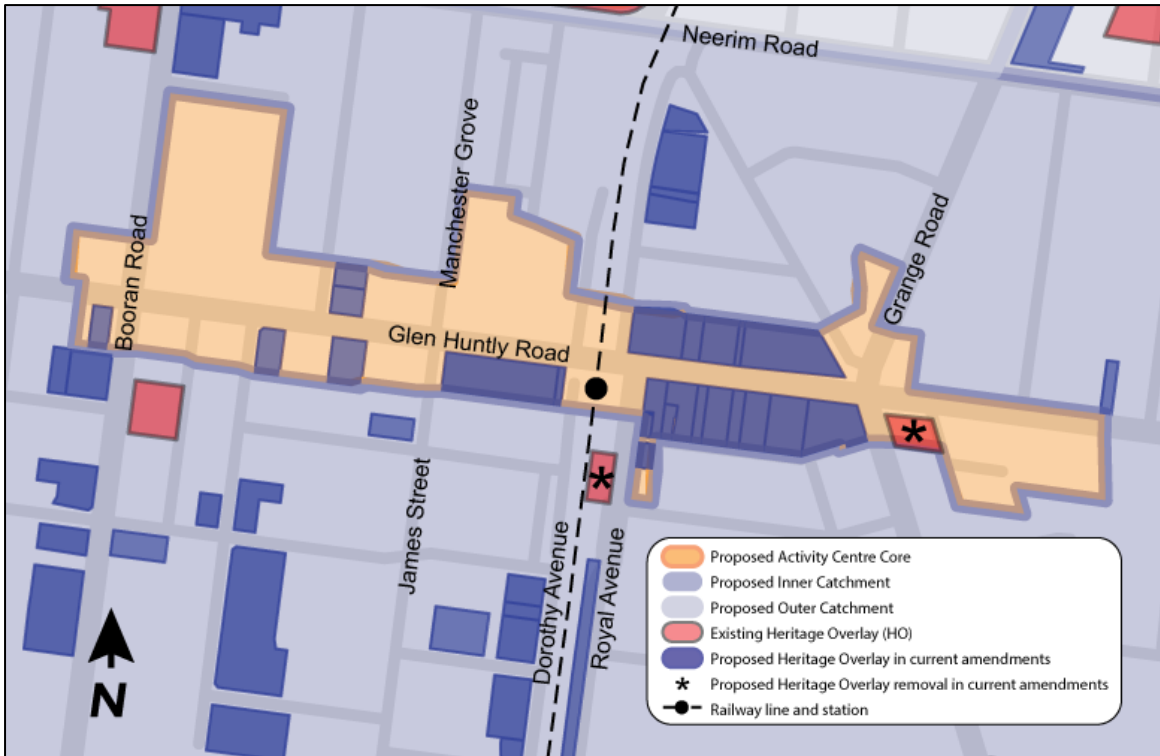 Neerim Road
Manchester Grove
Grange Road
Booran Road
Glen Huntly Road
James Street
Dorothy Avenue
Royal Avenue
*
*
N
Proposed Activity Centre Core
Proposed Inner Catchment
Proposed Outer Catchment
Existing Heritage Overlay (HO)
Proposed Heritage Overlay in current amendments
* Proposed Heritage Overlay removal in current amendments
Railway line and station